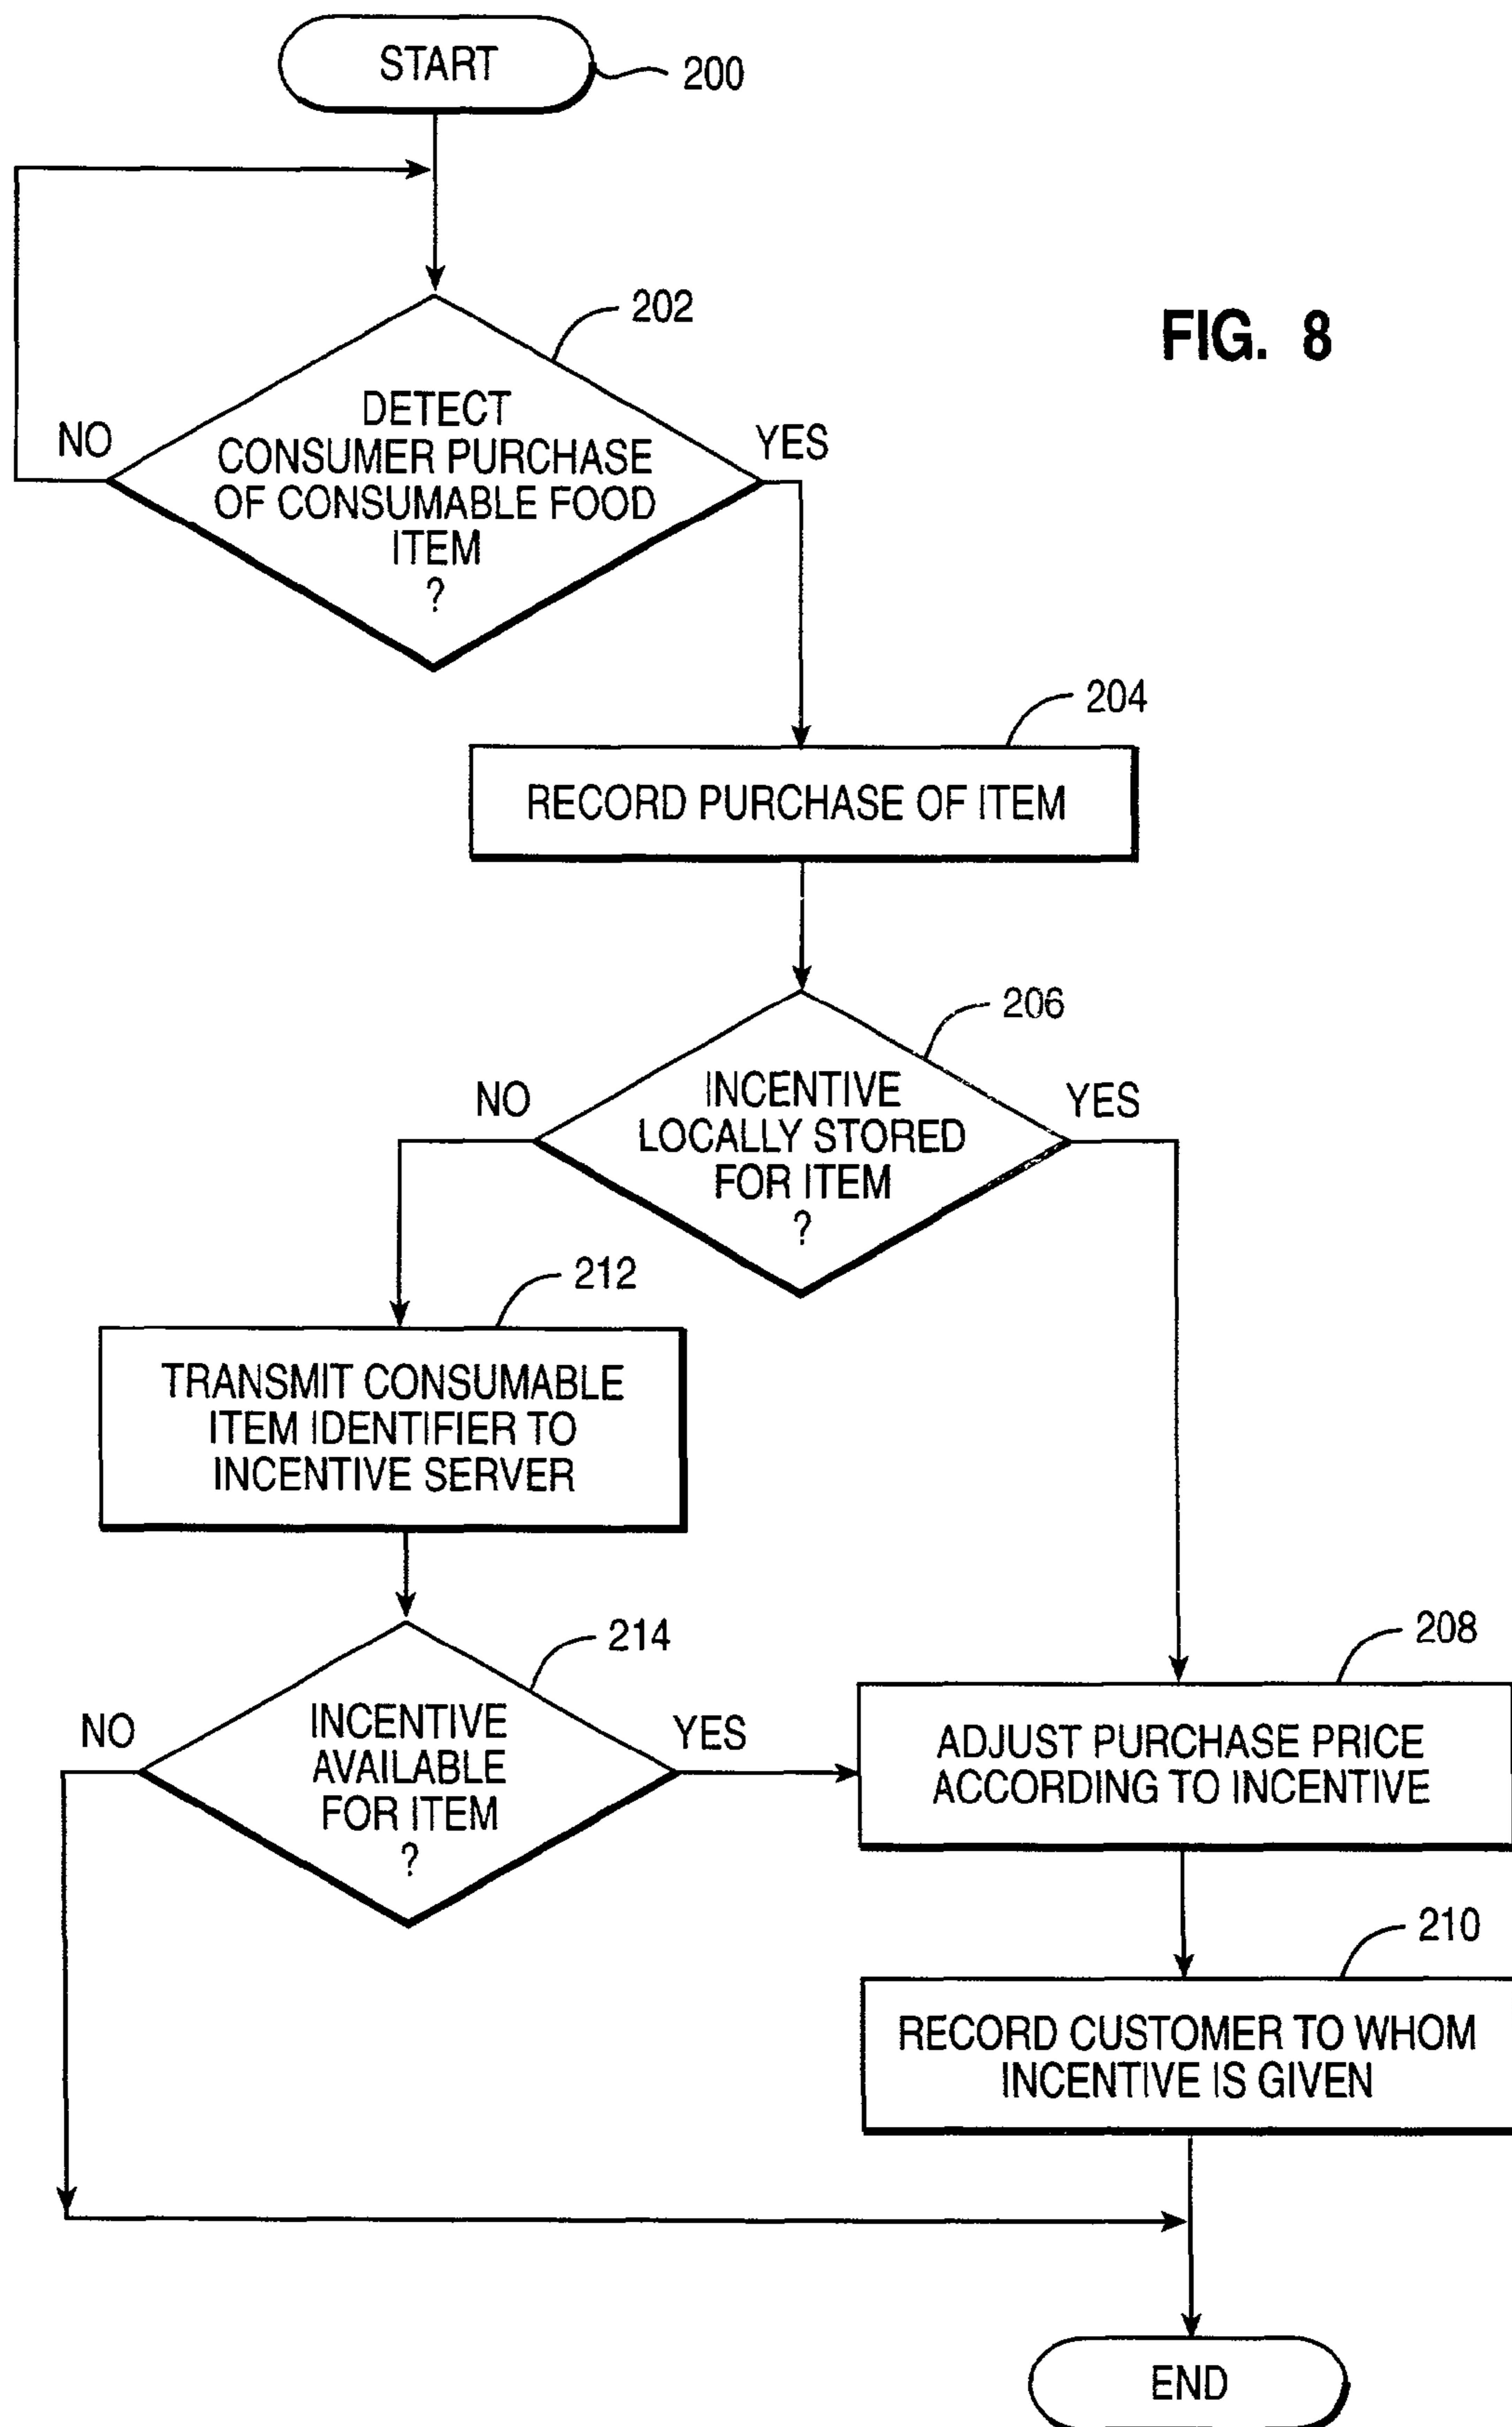 START
200
202
FIG. 8
DETECT
CONSUMER PURCHASE
OF CONSUMABLE FOOD
ITEM
?
NO
YES
204
RECORD PURCHASE OF ITEM
206
INCENTIVE
LOCALLY STORED
FOR ITEM
?
NO
YES
212
TRANSMIT CONSUMABLE
ITEM IDENTIFIER TO
INCENTIVE SERVER
214
INCENTIVE
AVAILABLE
FOR ITEM
?
NO
YES
208
ADJUST PURCHASE PRICE
ACCORDING TO INCENTIVE
210
RECORD CUSTOMER TO WHOM
INCENTIVE IS GIVEN
END